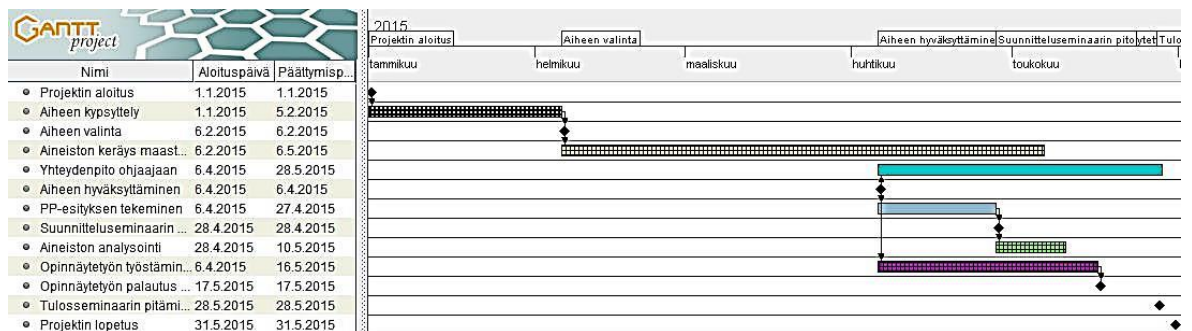 GANTT
project
2015
Projektin aloitus
Aiheen valinta
Aiheen hyväksyttämine
Suunnitteluseminaarin pito
ytet
Tulo
Nimi Aloituspäivä Päättymisp...
tammikuu helmikuu maaliskuu huhtikuu toukokuu
Projektin aloitus 1.1.2015 1.1.2015
Aiheen kypsyttely 1.1.2015 5.2.2015
Aiheen valinta 6.2.2015 6.2.2015
Aineiston keräys maast... 6.2.2015 6.5.2015
Yhteydenpito ohjaajaan 6.4.2015 28.5.2015
Aiheen hyväksyttäminen 6.4.2015 6.4.2015
PP-esityksen tekeminen 6.4.2015 27.4.2015
Suunnitteluseminaarin ... 28.4.2015 28.4.2015
Aineiston analysointi 28.4.2015 10.5.2015
Opinnäytetyön työstämin... 6.4.2015 16.5.2015
Opinnäytetyön palautus ... 17.5.2015 17.5.2015
Tulosseminaarin pitämi... 28.5.2015 28.5.2015
Projektin lopetus 31.5.2015 31.5.2015